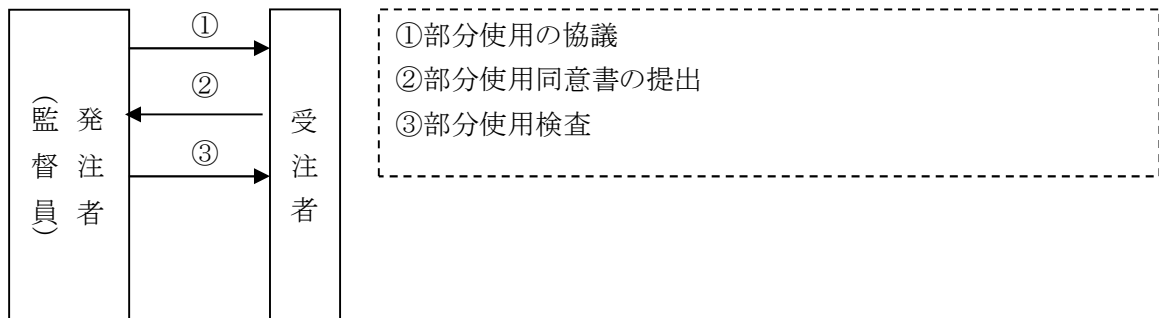 ①
②
③
発注者
(監督員)
受注者
①部分使用の協議
②部分使用同意書の提出
③部分使用検査